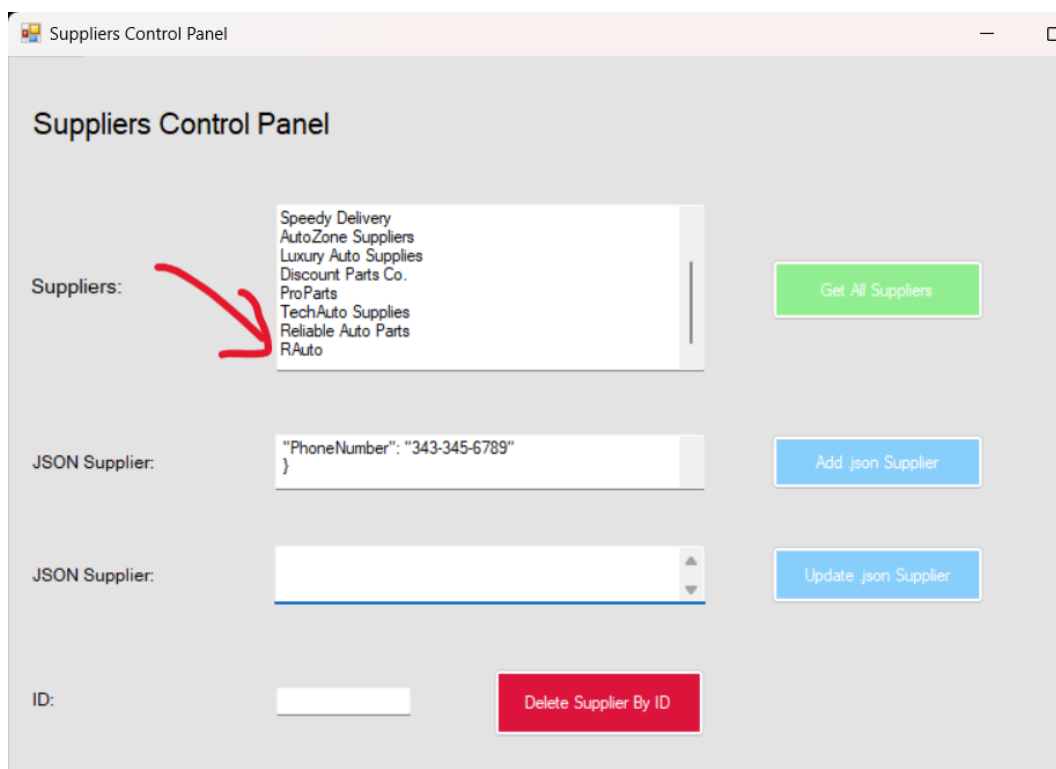 Suppliers Control Panel
Suppliers Control Panel
Suppliers:
Speedy Delivery
AutoZone Suppliers
Luxury Auto Supplies
Discount Parts Co.
ProParts
TechAuto Supplies
Reliable Auto Parts
RAuto
Get All Suppliers
JSON Supplier:
"PhoneNumber": "343-345-6789"
}
Add .json Supplier
JSON Supplier:
Update .json Supplier
ID:
Delete Supplier By ID